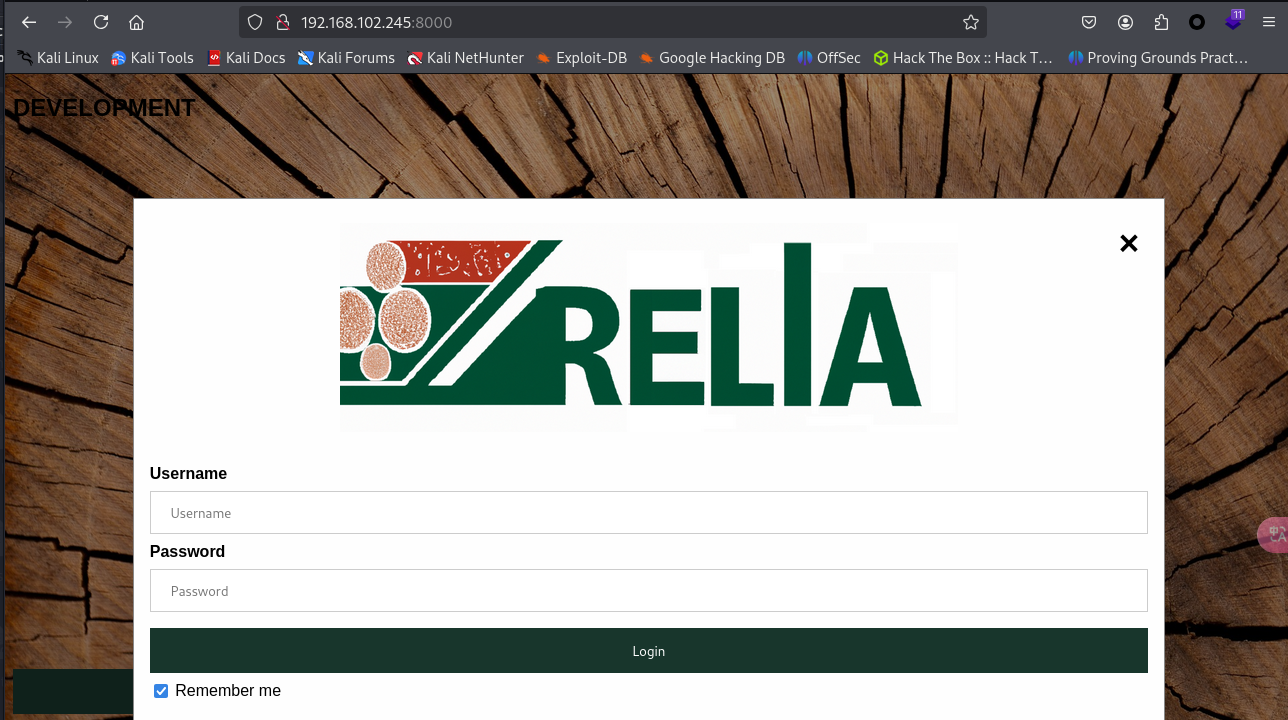 192.168.102.245:8000
11
Kali Linux Kali Tools Kali Docs Kali Forums Kali NetHunter Exploit-DB Google Hacking DB OffSec Hack The Box :: Hack T… Proving Grounds Pract…
DEVELOPMENT
RELIA
Username
Username
Password
Password
Login
Remember me